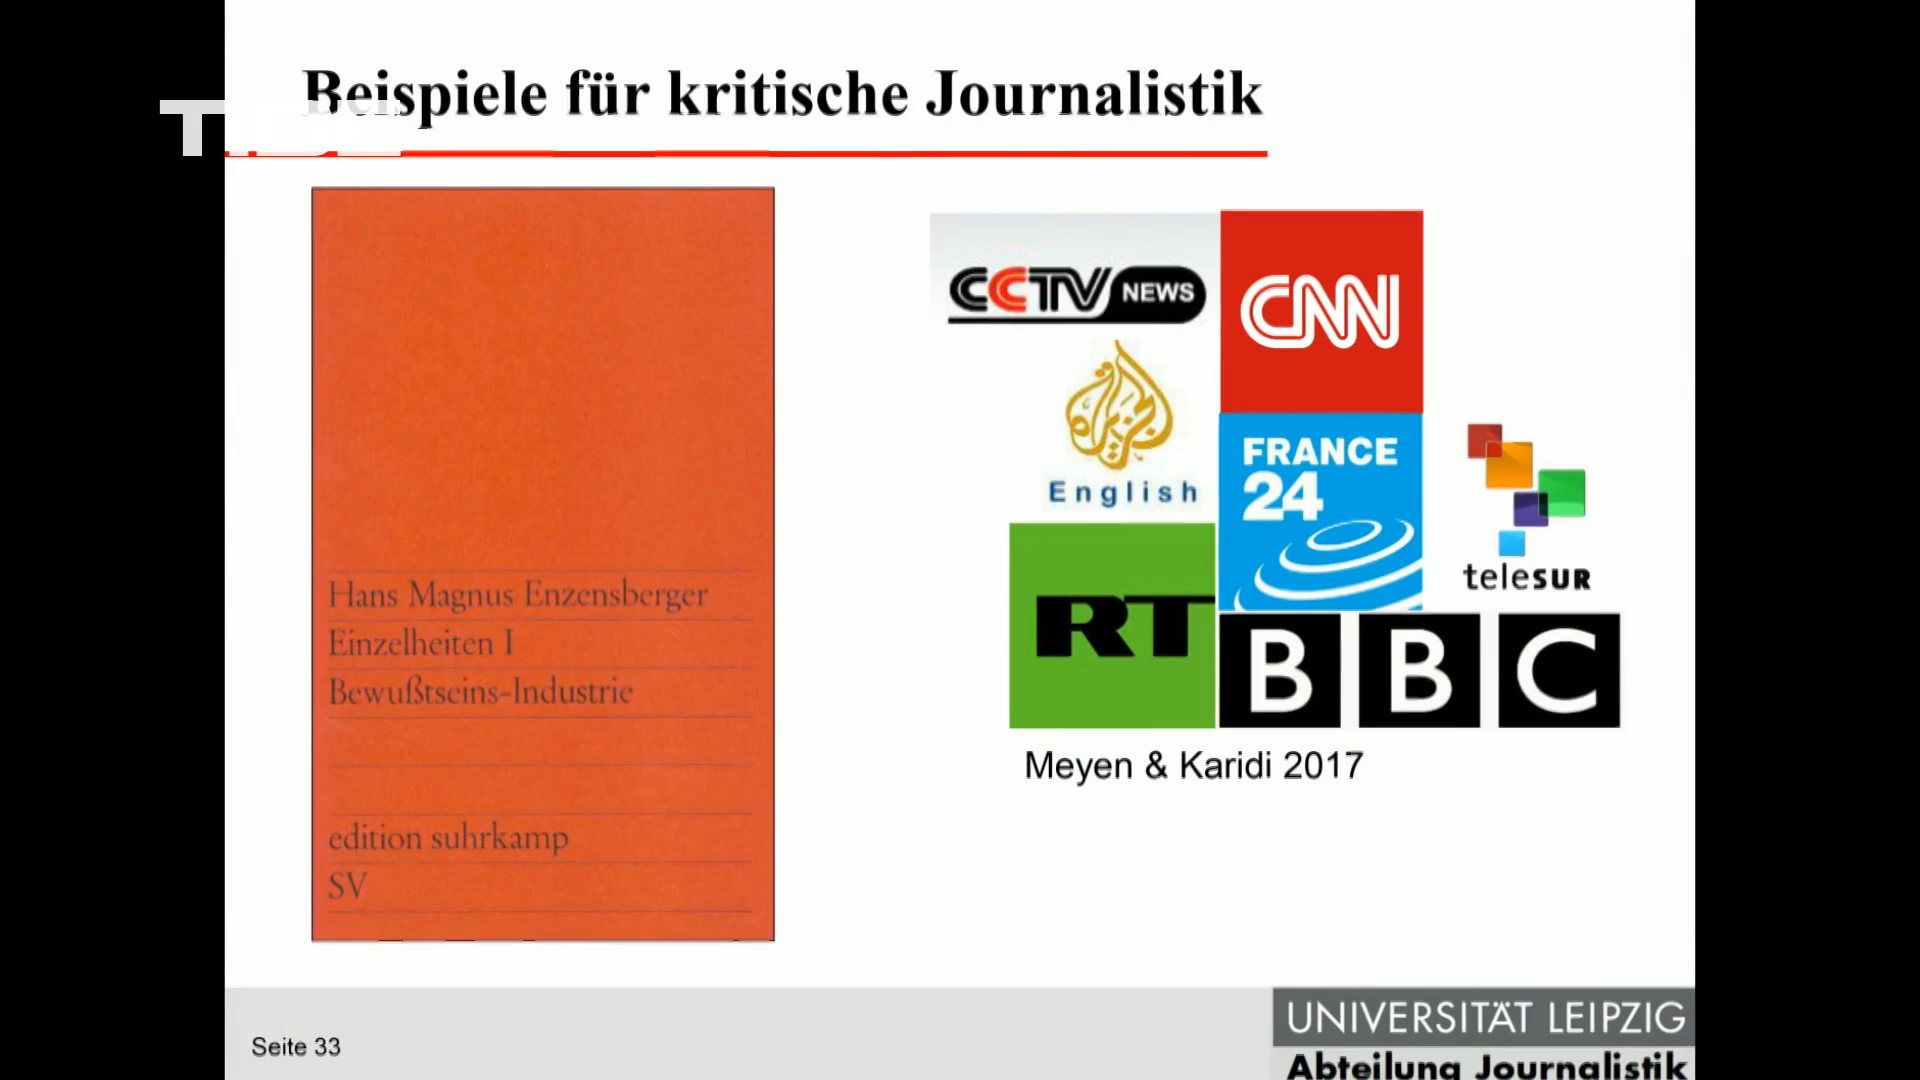 Beispiele für kritische Journalistik
TIDE
Hans Magnus Enzensberger
Einzelheiten I
Bewußtseins-Industrie
edition suhrkamp
SV
CCTV NEWS
CNN
English
FRANCE
24
teleSUR
RT
BBC
Meyen & Karidi 2017
Seite 33
UNIVERSITÄT LEIPZIG
Abteilung Journalistik